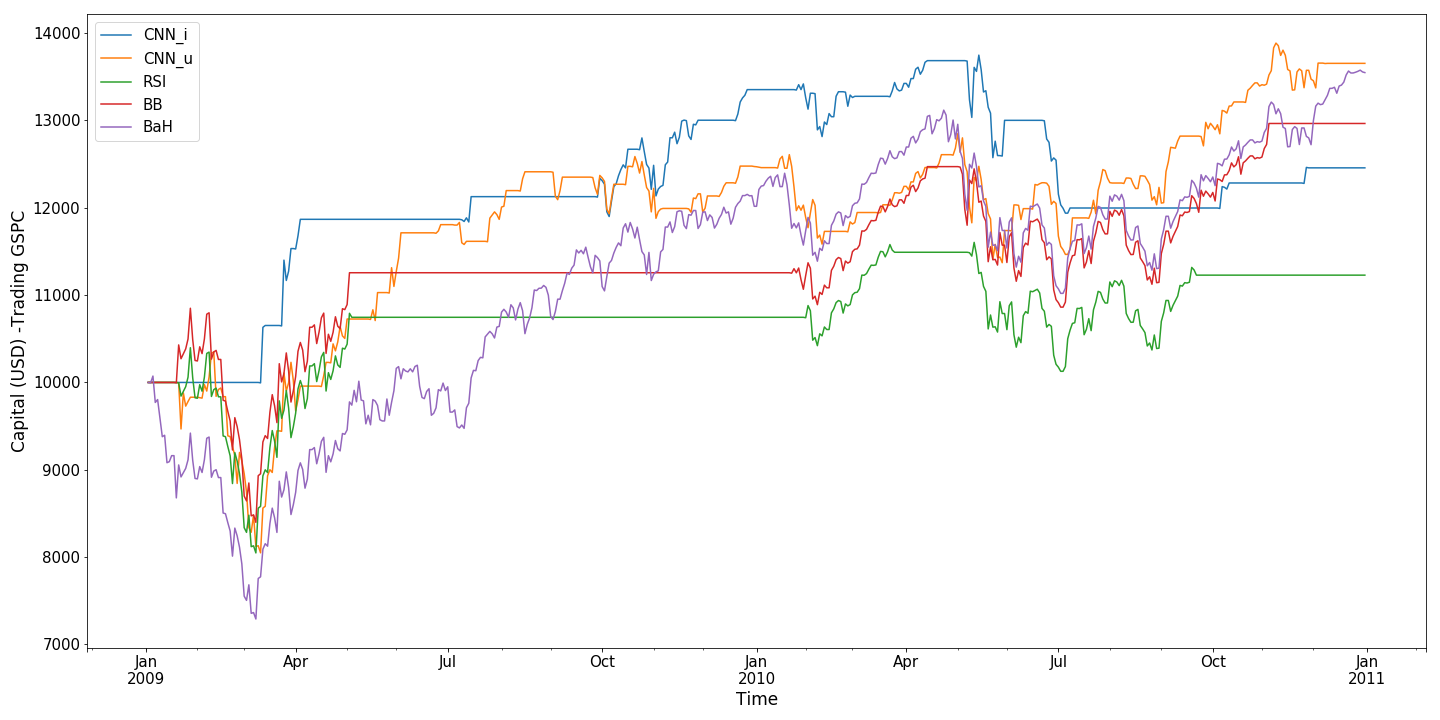 CNN_i
CNN_u
RSI
BB
BaH
Capital (USD) -Trading GSPC
14000
13000
12000
11000
10000
9000
8000
7000
Jan Apr Jul Oct Jan Apr Jul Oct Jan
2009 2010 2011
Time